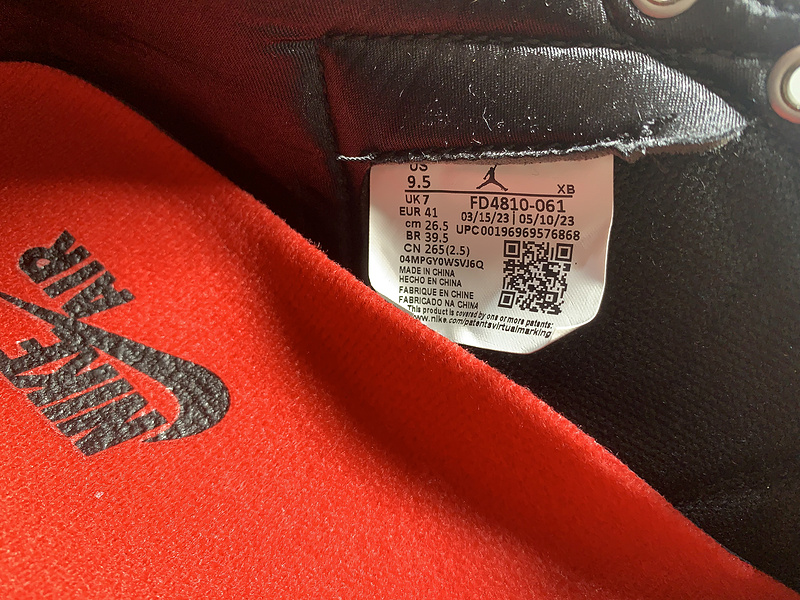 US
9.5
XB
UK 7
FD4810-061
EUR 41
03/15/23 | 05/10/23
cm 26.5
UPC 00196969576868
BR 39.5
CN 265(2.5)
04MPGY0WSVJ6Q
MADE IN CHINA
HECHO EN CHINA
FABRIQUE EN CHINE
FABRICADO NA CHINA
This product is covered by one or more patents:
www.nike.com/patentsvirtualmarking
NIKE
AIR